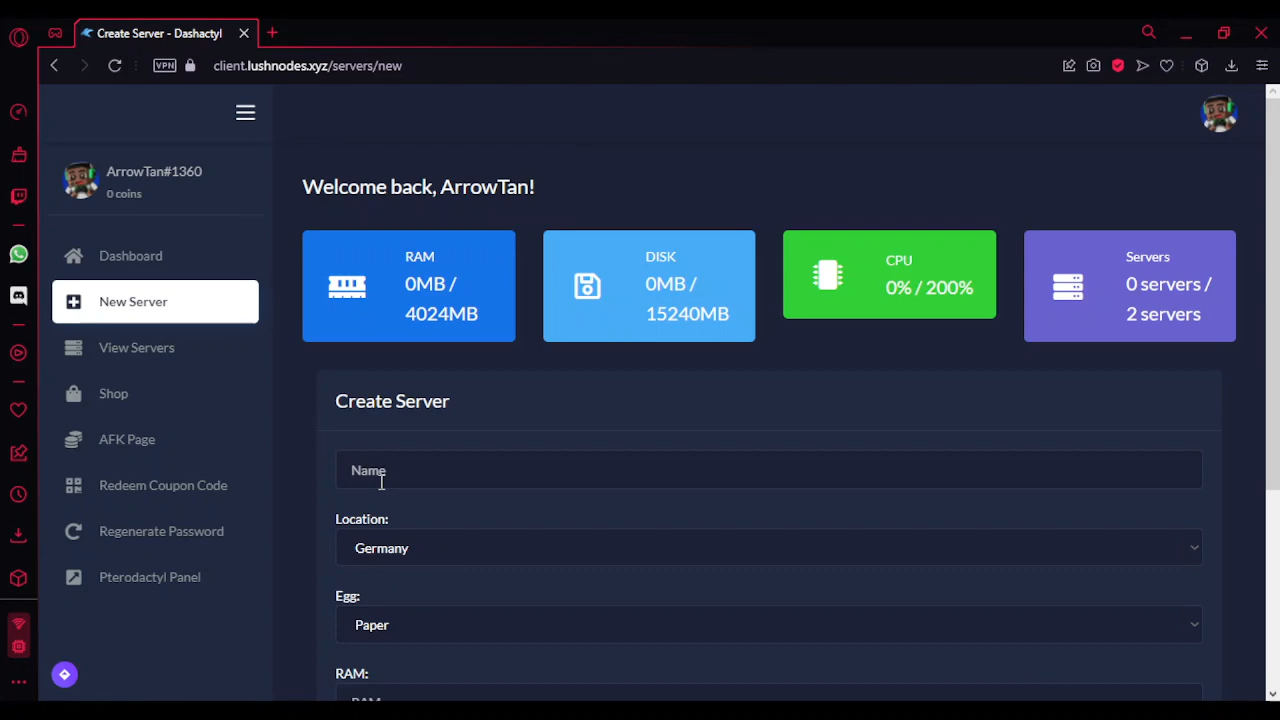 Create Server - Dashactyl
VPN
client.lushnodes.xyz/servers/new
ArrowTan#1360
0 coins
Dashboard
New Server
View Servers
Shop
AFK Page
Redeem Coupon Code
Regenerate Password
Pterodactyl Panel
Welcome back, ArrowTan!
RAM
0MB /
4024MB
DISK
0MB /
15240MB
CPU
0% / 200%
Servers
0 servers /
2 servers
Create Server
Name
Location:
Germany
Egg:
Paper
RAM:
RAM